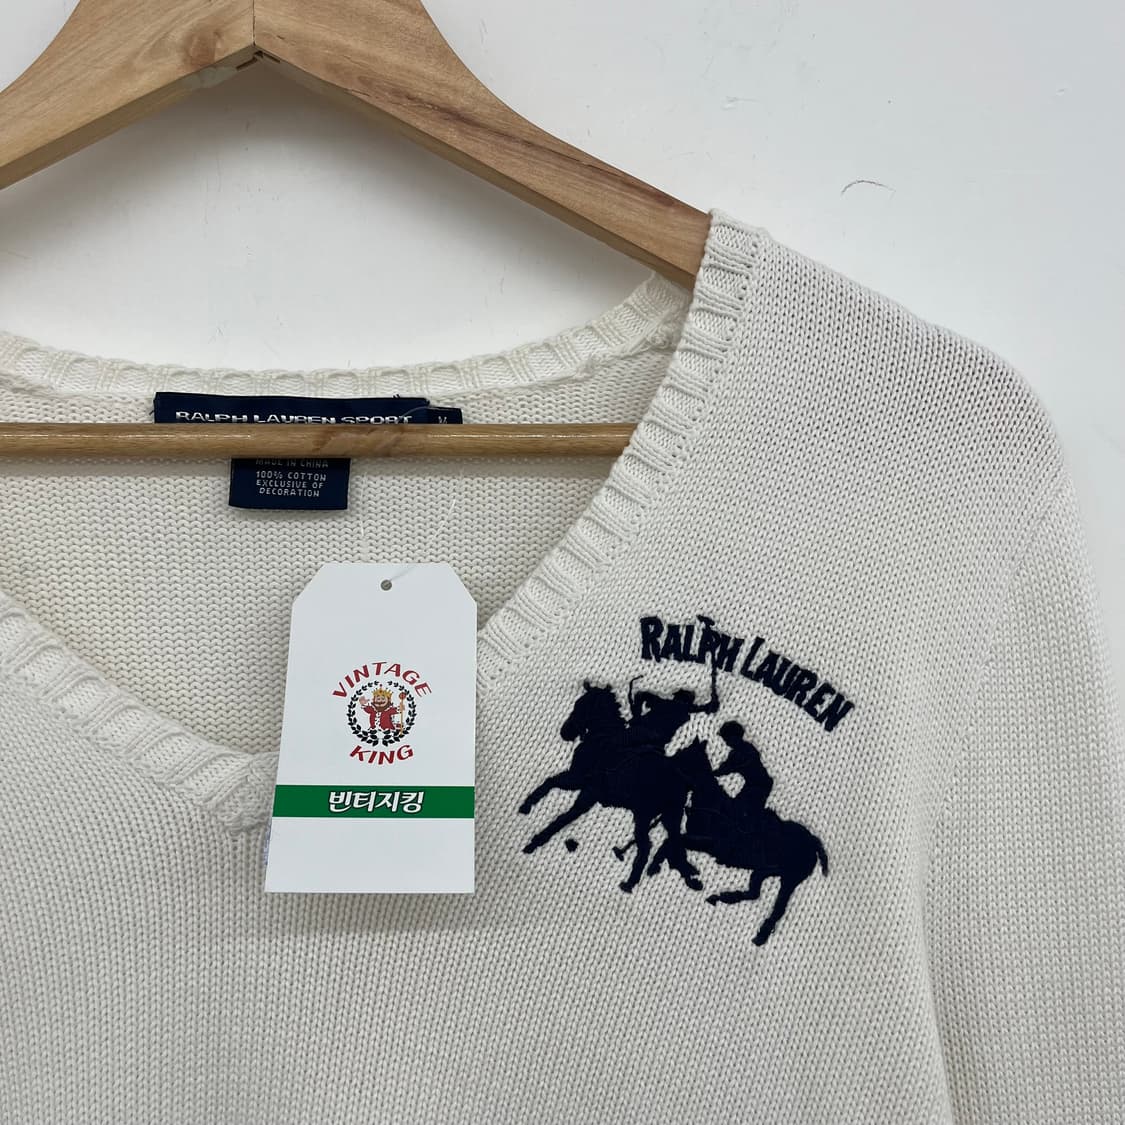 RALPH LAUREN SPORT
MADE IN CHINA
100% COTTON
EXCLUSIVE OF
DECORATION
VINTAGE
KING
빈티지킹
RALPH LAUREN